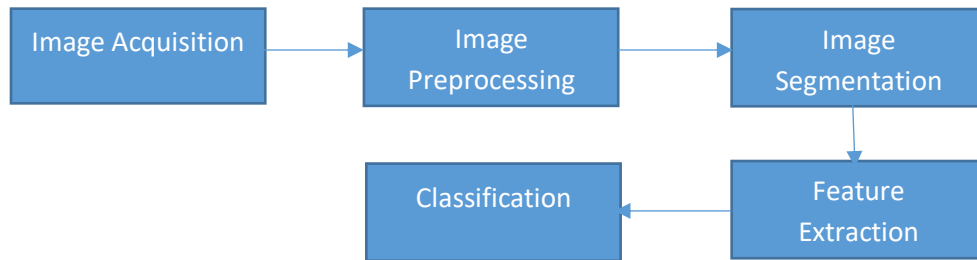 Image Acquisition
Image
Preprocessing
Image
Segmentation
Feature
Extraction
Classification